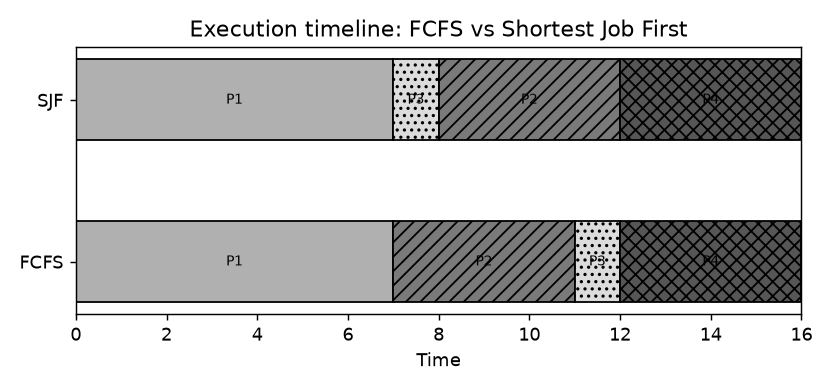 Execution timeline: FCFS vs Shortest Job First
SJF
P1
P3
P2
P4
FCFS
P1
P2
P3
P4
0 2 4 6 8 10 12 14 16
Time